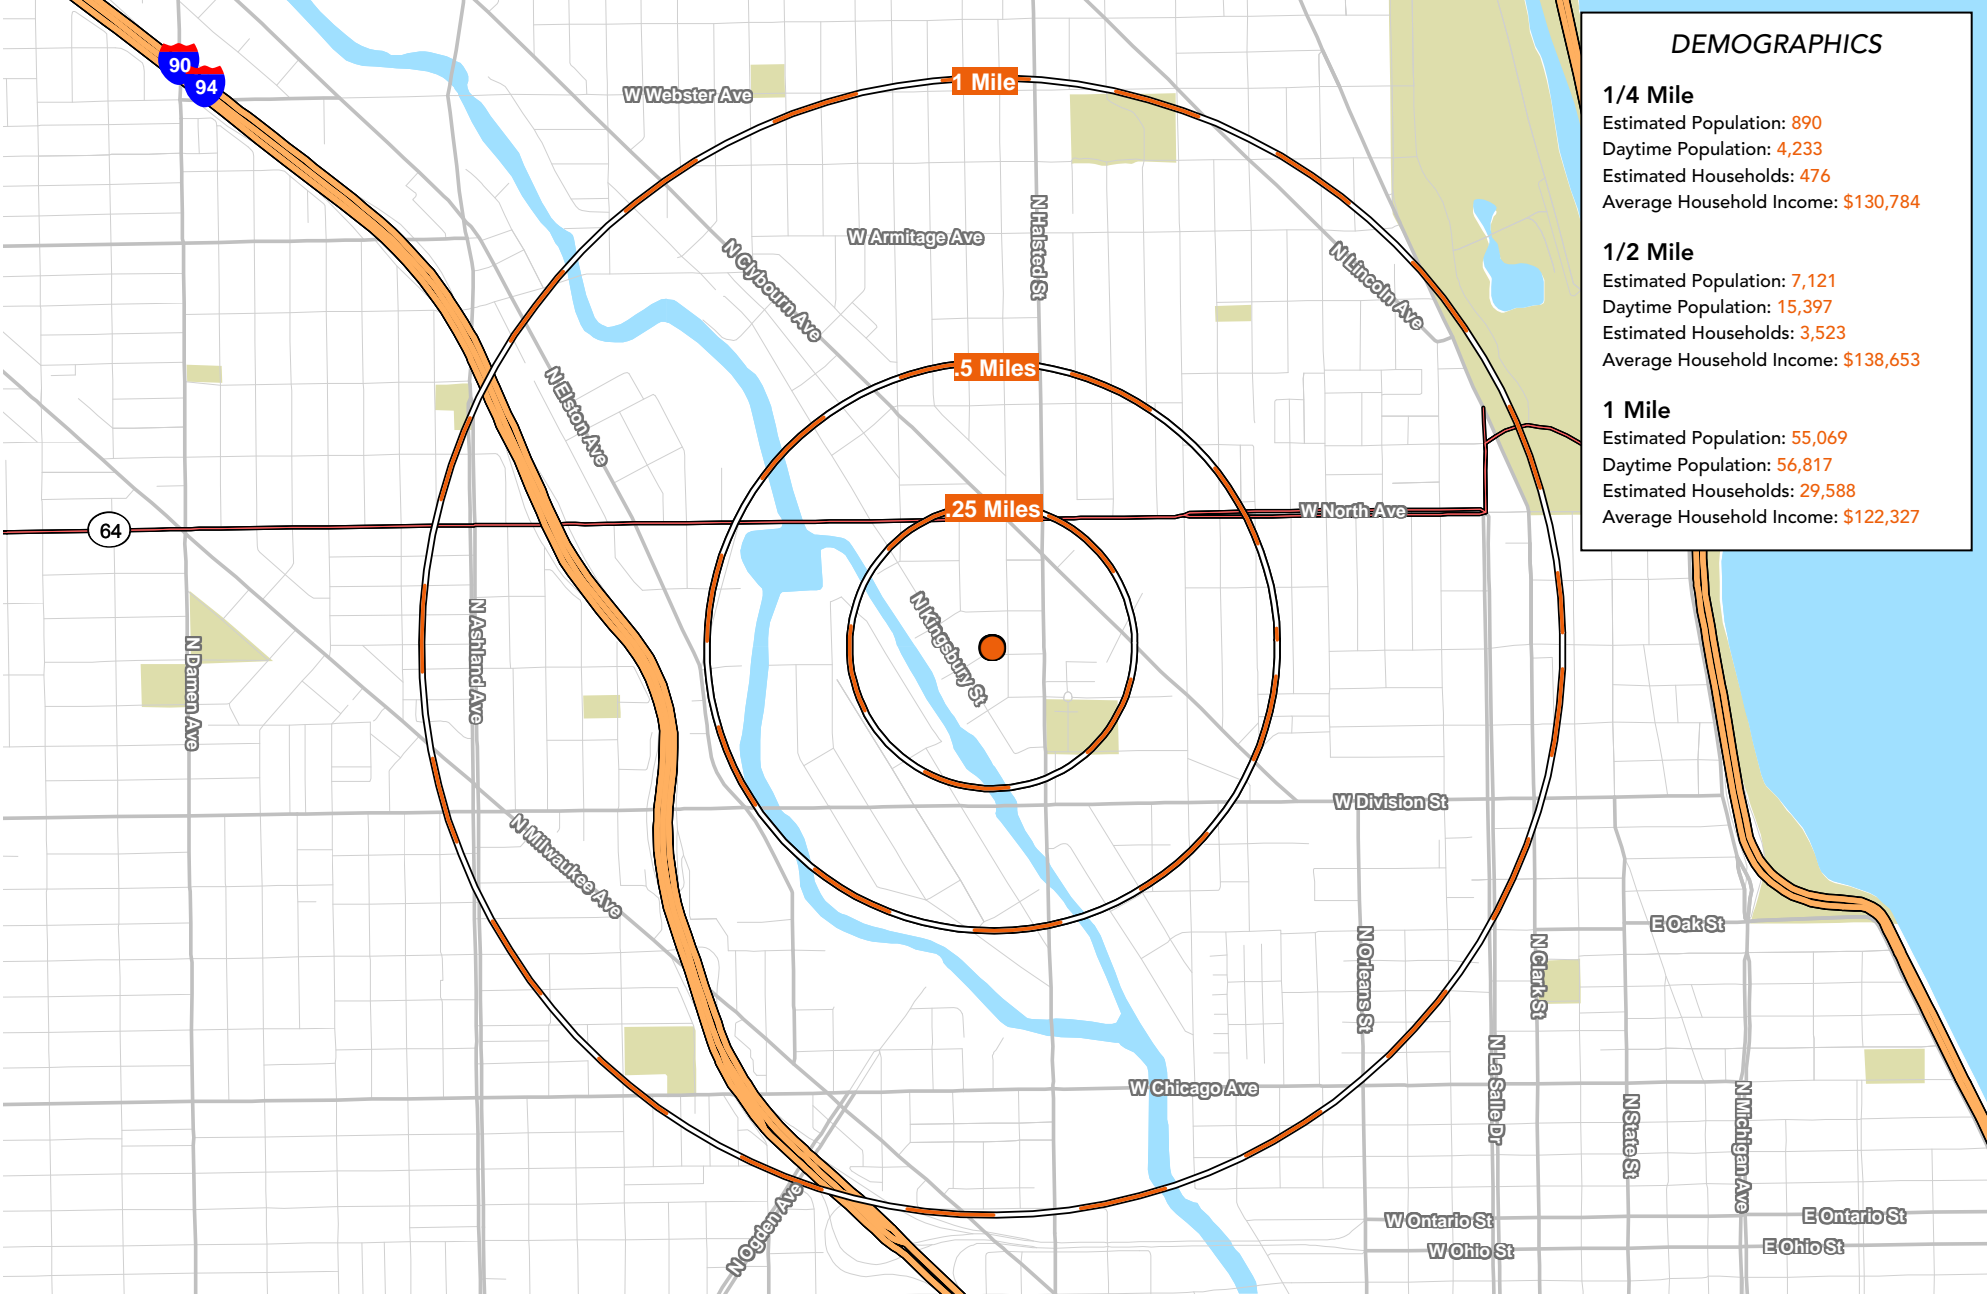 DEMOGRAPHICS
1/4 Mile
Estimated Population: 890
Daytime Population: 4,233
Estimated Households: 476
Average Household Income: $130,784
1/2 Mile
Estimated Population: 7,121
Daytime Population: 15,397
Estimated Households: 3,523
Average Household Income: $138,653
1 Mile
Estimated Population: 55,069
Daytime Population: 56,817
Estimated Households: 29,588
Average Household Income: $122,327
90
94
1 Mile
W Webster Ave
N Halsted St
W Armitage Ave
N Clybourn Ave
N Lincoln Ave
.5 Miles
N Elston Ave
.25 Miles
W North Ave
64
N Kingsbury St
N Ashland Ave
N Damen Ave
W Division St
N Milwaukee Ave
E Oak St
N Orleans St
N Clark St
N La Salle Dr
W Chicago Ave
N State St
N Michigan Ave
N Ogden Ave
W Ontario St
E Ontario St
W Ohio St
E Ohio St